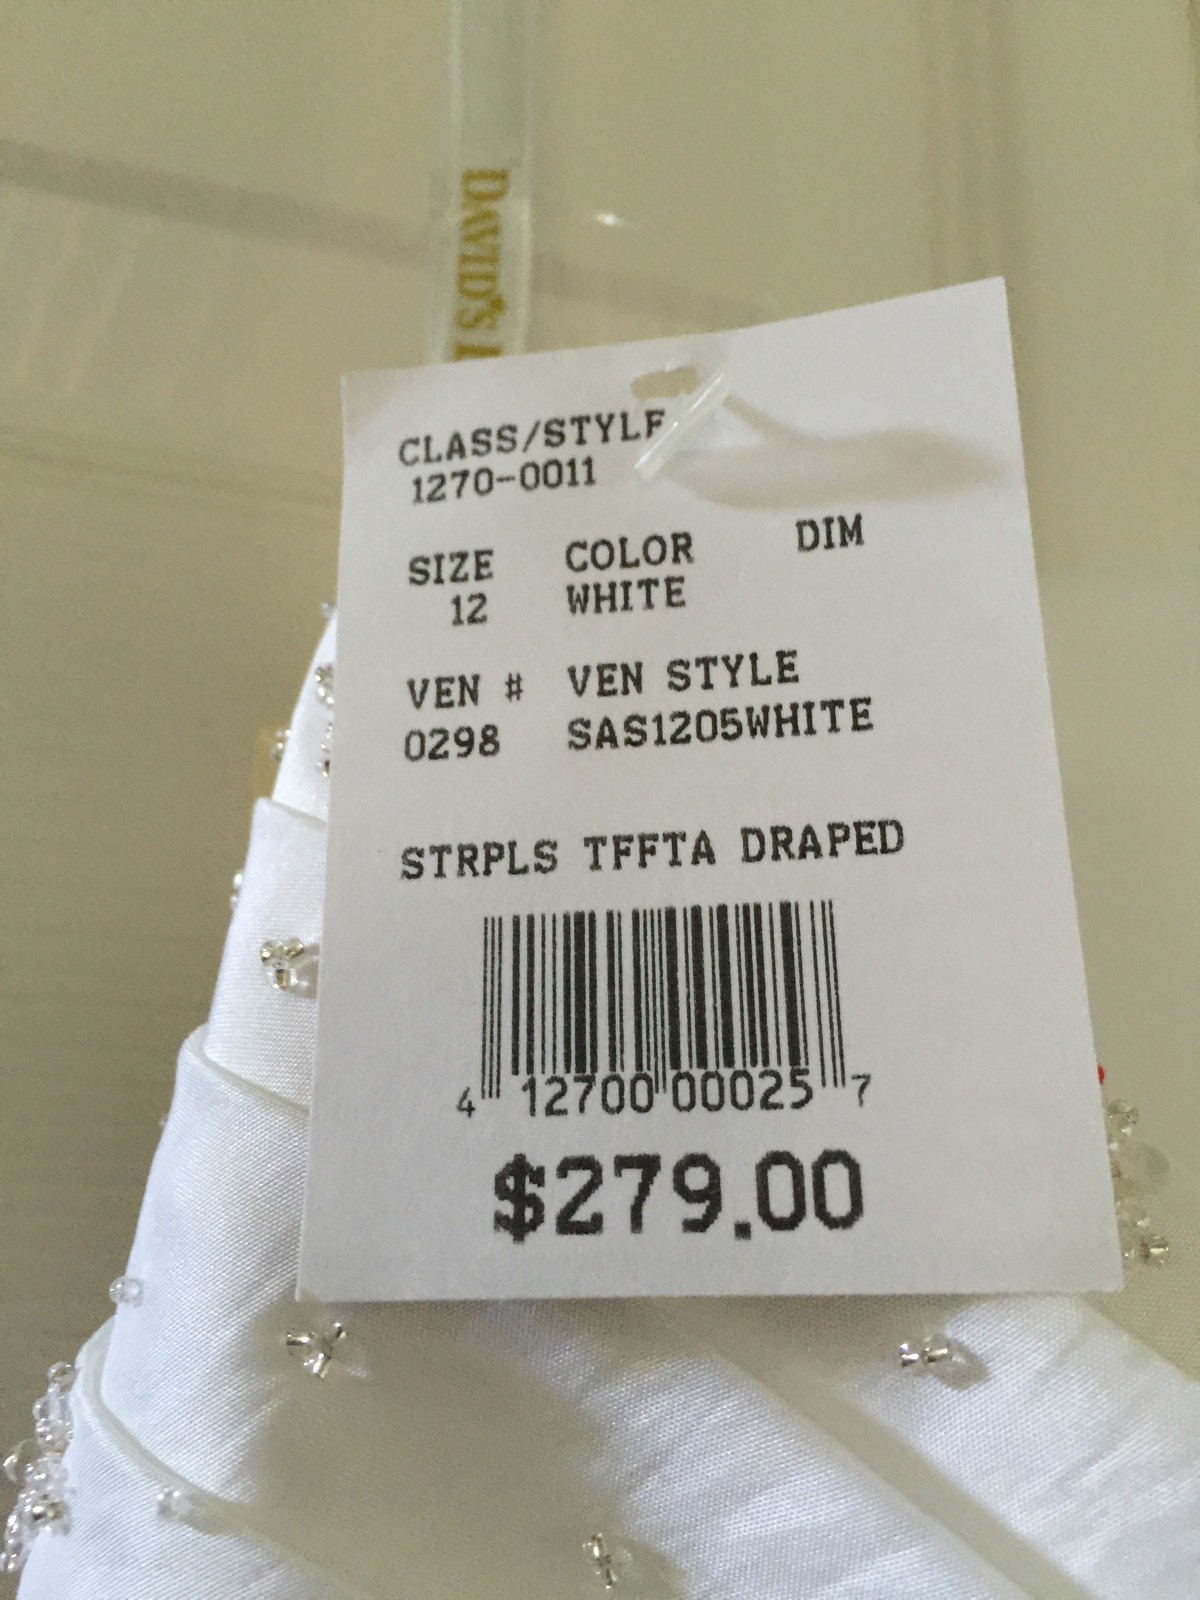 DAVID'S
CLASS/STYLE
1270-0011
SIZE COLOR DIM
12 WHITE
VEN # VEN STYLE
0298 SAS1205WHITE
STRPLS TFFTA DRAPED
4 12700 00025 7
$279.00